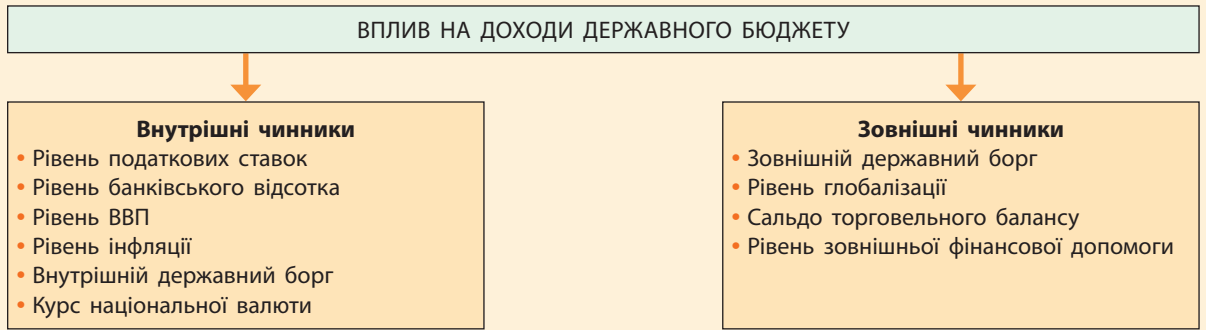 ВПЛИВ НА ДОХОДИ ДЕРЖАВНОГО БЮДЖЕТУ
Внутрішні чинники
• Рівень податкових ставок
• Рівень банківського відсотка
• Рівень ВВП
• Рівень інфляції
• Внутрішній державний борг
• Курс національної валюти
Зовнішні чинники
• Зовнішній державний борг
• Рівень глобалізації
• Сальдо торговельного балансу
• Рівень зовнішньої фінансової допомоги